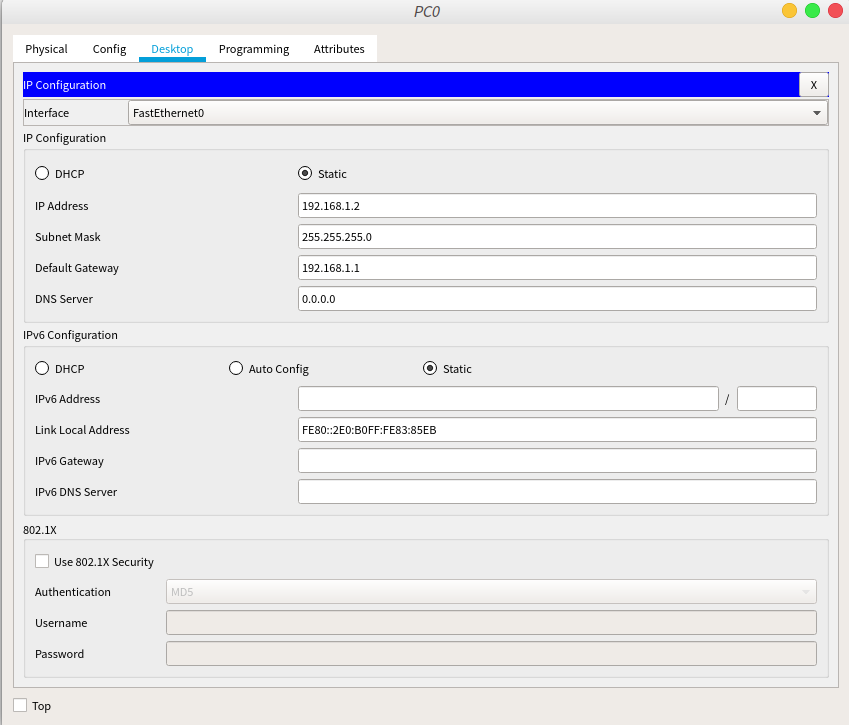 PC0
Physical Config Desktop Programming Attributes
IP Configuration X
Interface FastEthernet0
IP Configuration
DHCP Static
IP Address 192.168.1.2
Subnet Mask 255.255.255.0
Default Gateway 192.168.1.1
DNS Server 0.0.0.0
IPv6 Configuration
DHCP Auto Config Static
IPv6 Address /
Link Local Address FE80::2E0:B0FF:FE83:85EB
IPv6 Gateway
IPv6 DNS Server
802.1X
Use 802.1X Security
Authentication MD5
Username
Password
Top